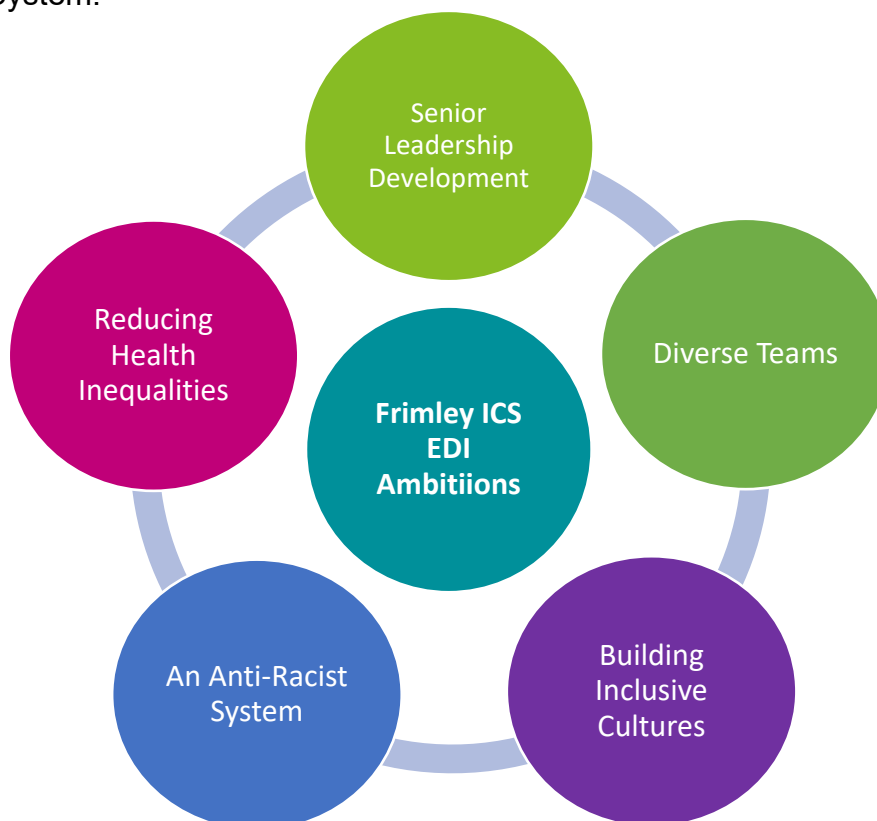 system.
Senior
Leadership
Development
Diverse Teams
Building
Inclusive
Cultures
An Anti-Racist
System
Reducing
Health
Inequalities
Frimley ICS
EDI
Ambitiions